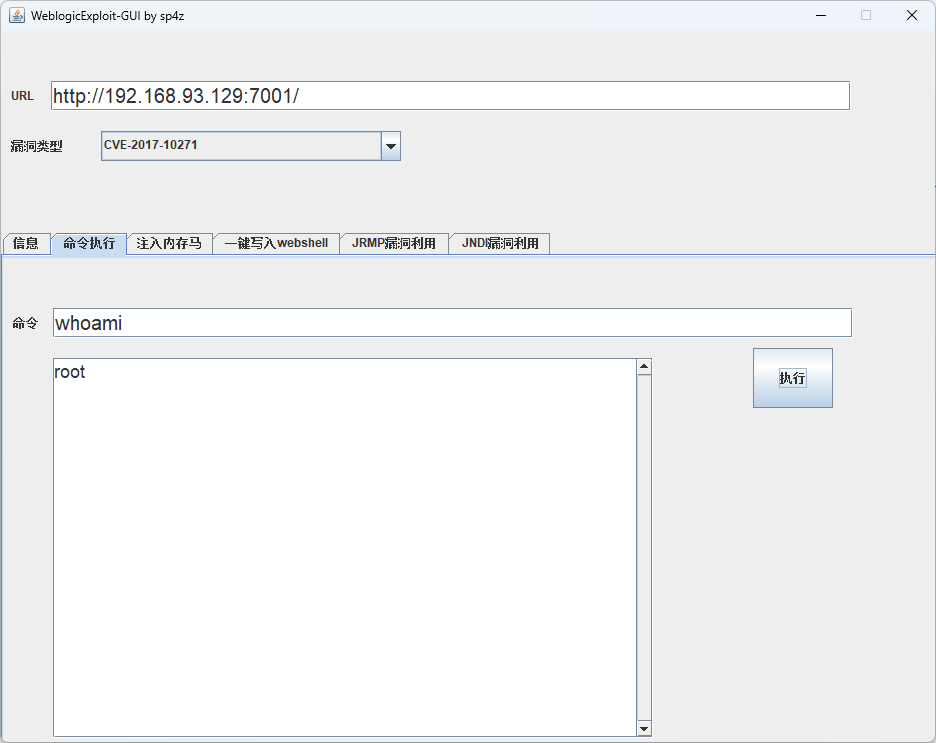 WeblogicExploit-GUI by sp4z
URL http://192.168.93.129:7001/
漏洞类型 CVE-2017-10271
信息 命令执行 注入内存马 一键写入webshell JRMP漏洞利用 JNDI漏洞利用
命令 whoami
root
执行